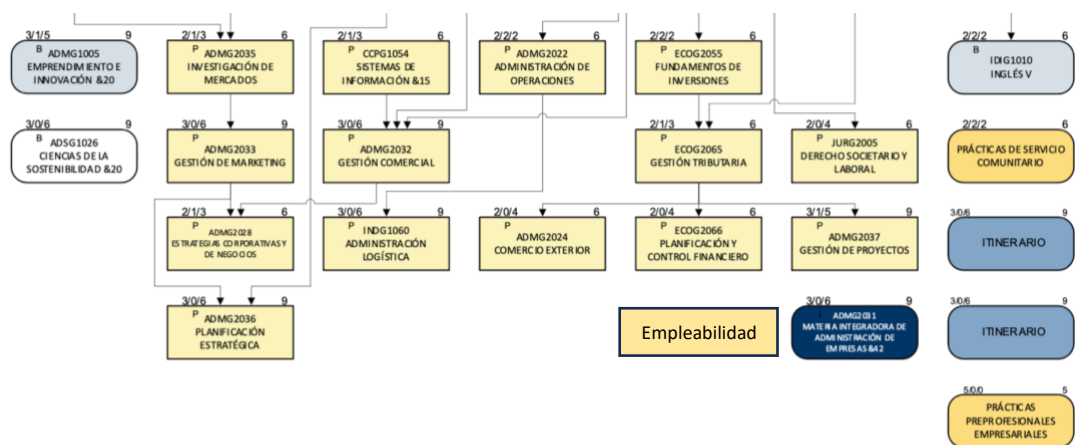 3/1/5 9
B ADMG1005
EMPRENDIMIENTO E
INNOVACIÓN &20
2/1/3 6
P ADMG2035
INVESTIGACIÓN DE
MERCADOS
2/1/3 6
P CCPG1054
SISTEMAS DE
INFORMACIÓN &15
2/2/2 6
P ADMG2022
ADMINISTRACIÓN DE
OPERACIONES
2/2/2 6
P ECOG2055
FUNDAMENTOS DE
INVERSIONES
2/2/2 6
B IDIG1010
INGLÉS V
3/0/6 9
B ADSG1026
CIENCIAS DE LA
SOSTENIBILIDAD &20
3/0/6 9
P ADMG2033
GESTIÓN DE MARKETING
3/0/6 9
P ADMG2032
GESTIÓN COMERCIAL
2/1/3 6
P ECOG2065
GESTIÓN TRIBUTARIA
2/0/4 6
P JURG2005
DERECHO SOCIETARIO Y
LABORAL
2/2/2 6
PRÁCTICAS DE SERVICIO
COMUNITARIO
2/1/3 6
P ADMG2028
ESTRATEGIAS CORPORATIVAS Y
DE NEGOCIOS
3/0/6 9
P INDG1060
ADMINISTRACIÓN
LOGÍSTICA
2/0/4 6
P ADMG2024
COMERCIO EXTERIOR
2/0/4 6
P ECOG2066
PLANIFICACIÓN Y
CONTROL FINANCIERO
3/1/5 9
P ADMG2037
GESTIÓN DE PROYECTOS
3/0/6 9
ITINERARIO
3/0/6 9
P ADMG2036
PLANIFICACIÓN
ESTRATÉGICA
Empleabilidad
3/0/6 9
I ADMG2031
MATERIA INTEGRADORA DE
ADMINISTRACIÓN DE
EMPRESAS &42
3/0/6 9
ITINERARIO
5/0/0 5
PRÁCTICAS
PREPROFESIONALES
EMPRESARIALES